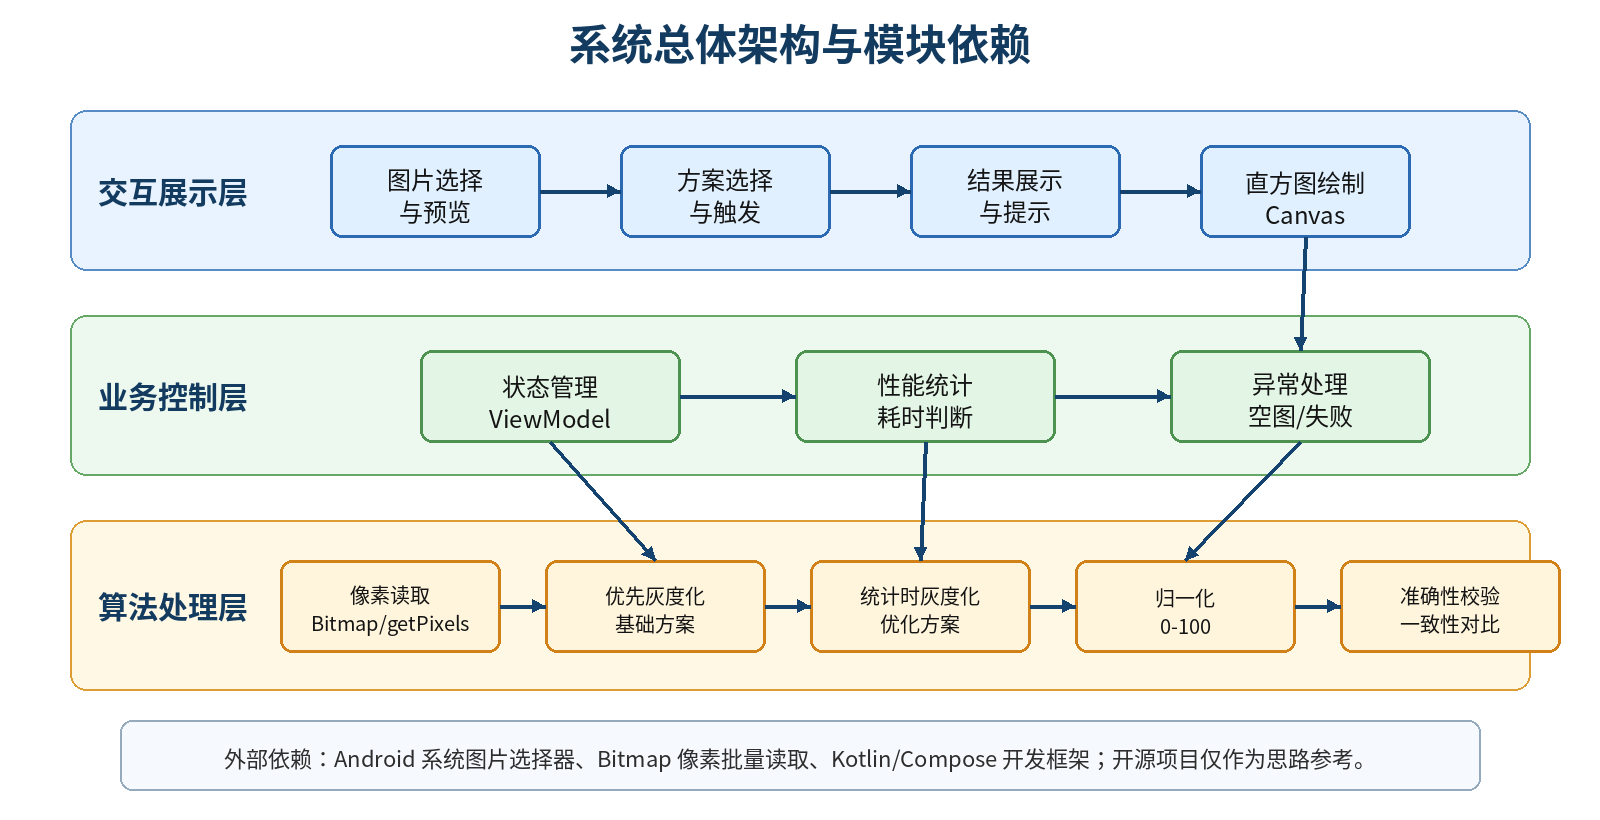 系统总体架构与模块依赖
交互展示层
图片选择
与预览
方案选择
与触发
结果展示
与提示
直方图绘制
Canvas
业务控制层
状态管理
ViewModel
性能统计
耗时判断
异常处理
空图/失败
算法处理层
像素读取
Bitmap/getPixels
优先灰度化
基础方案
统计时灰度化
优化方案
归一化
0-100
准确性校验
一致性对比
外部依赖：Android 系统图片选择器、Bitmap 像素批量读取、Kotlin/Compose 开发框架；开源项目仅作为思路参考。